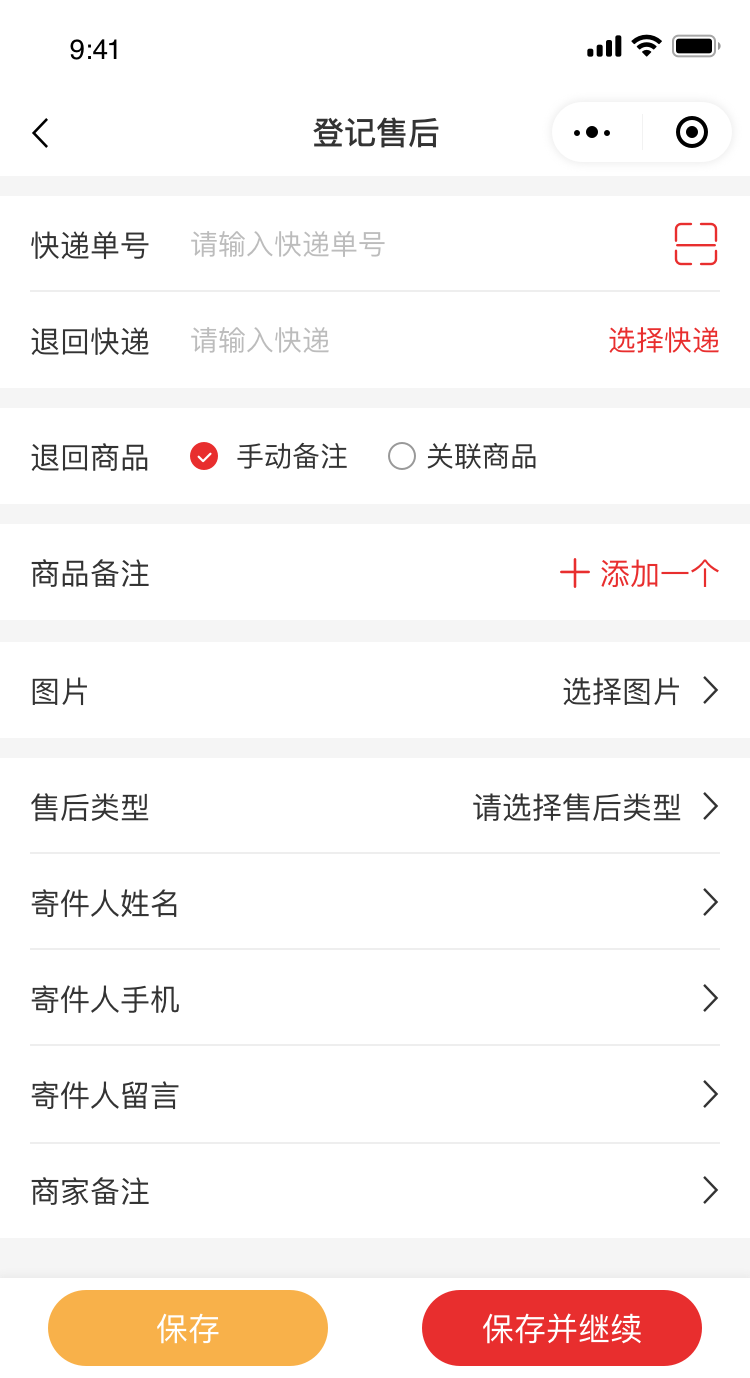 9:41
登记售后
快递单号 请输入快递单号
退回快递 请输入快递 选择快递
退回商品 手动备注 关联商品
商品备注 添加一个
图片 选择图片
售后类型 请选择售后类型
寄件人姓名
寄件人手机
寄件人留言
商家备注
保存 保存并继续